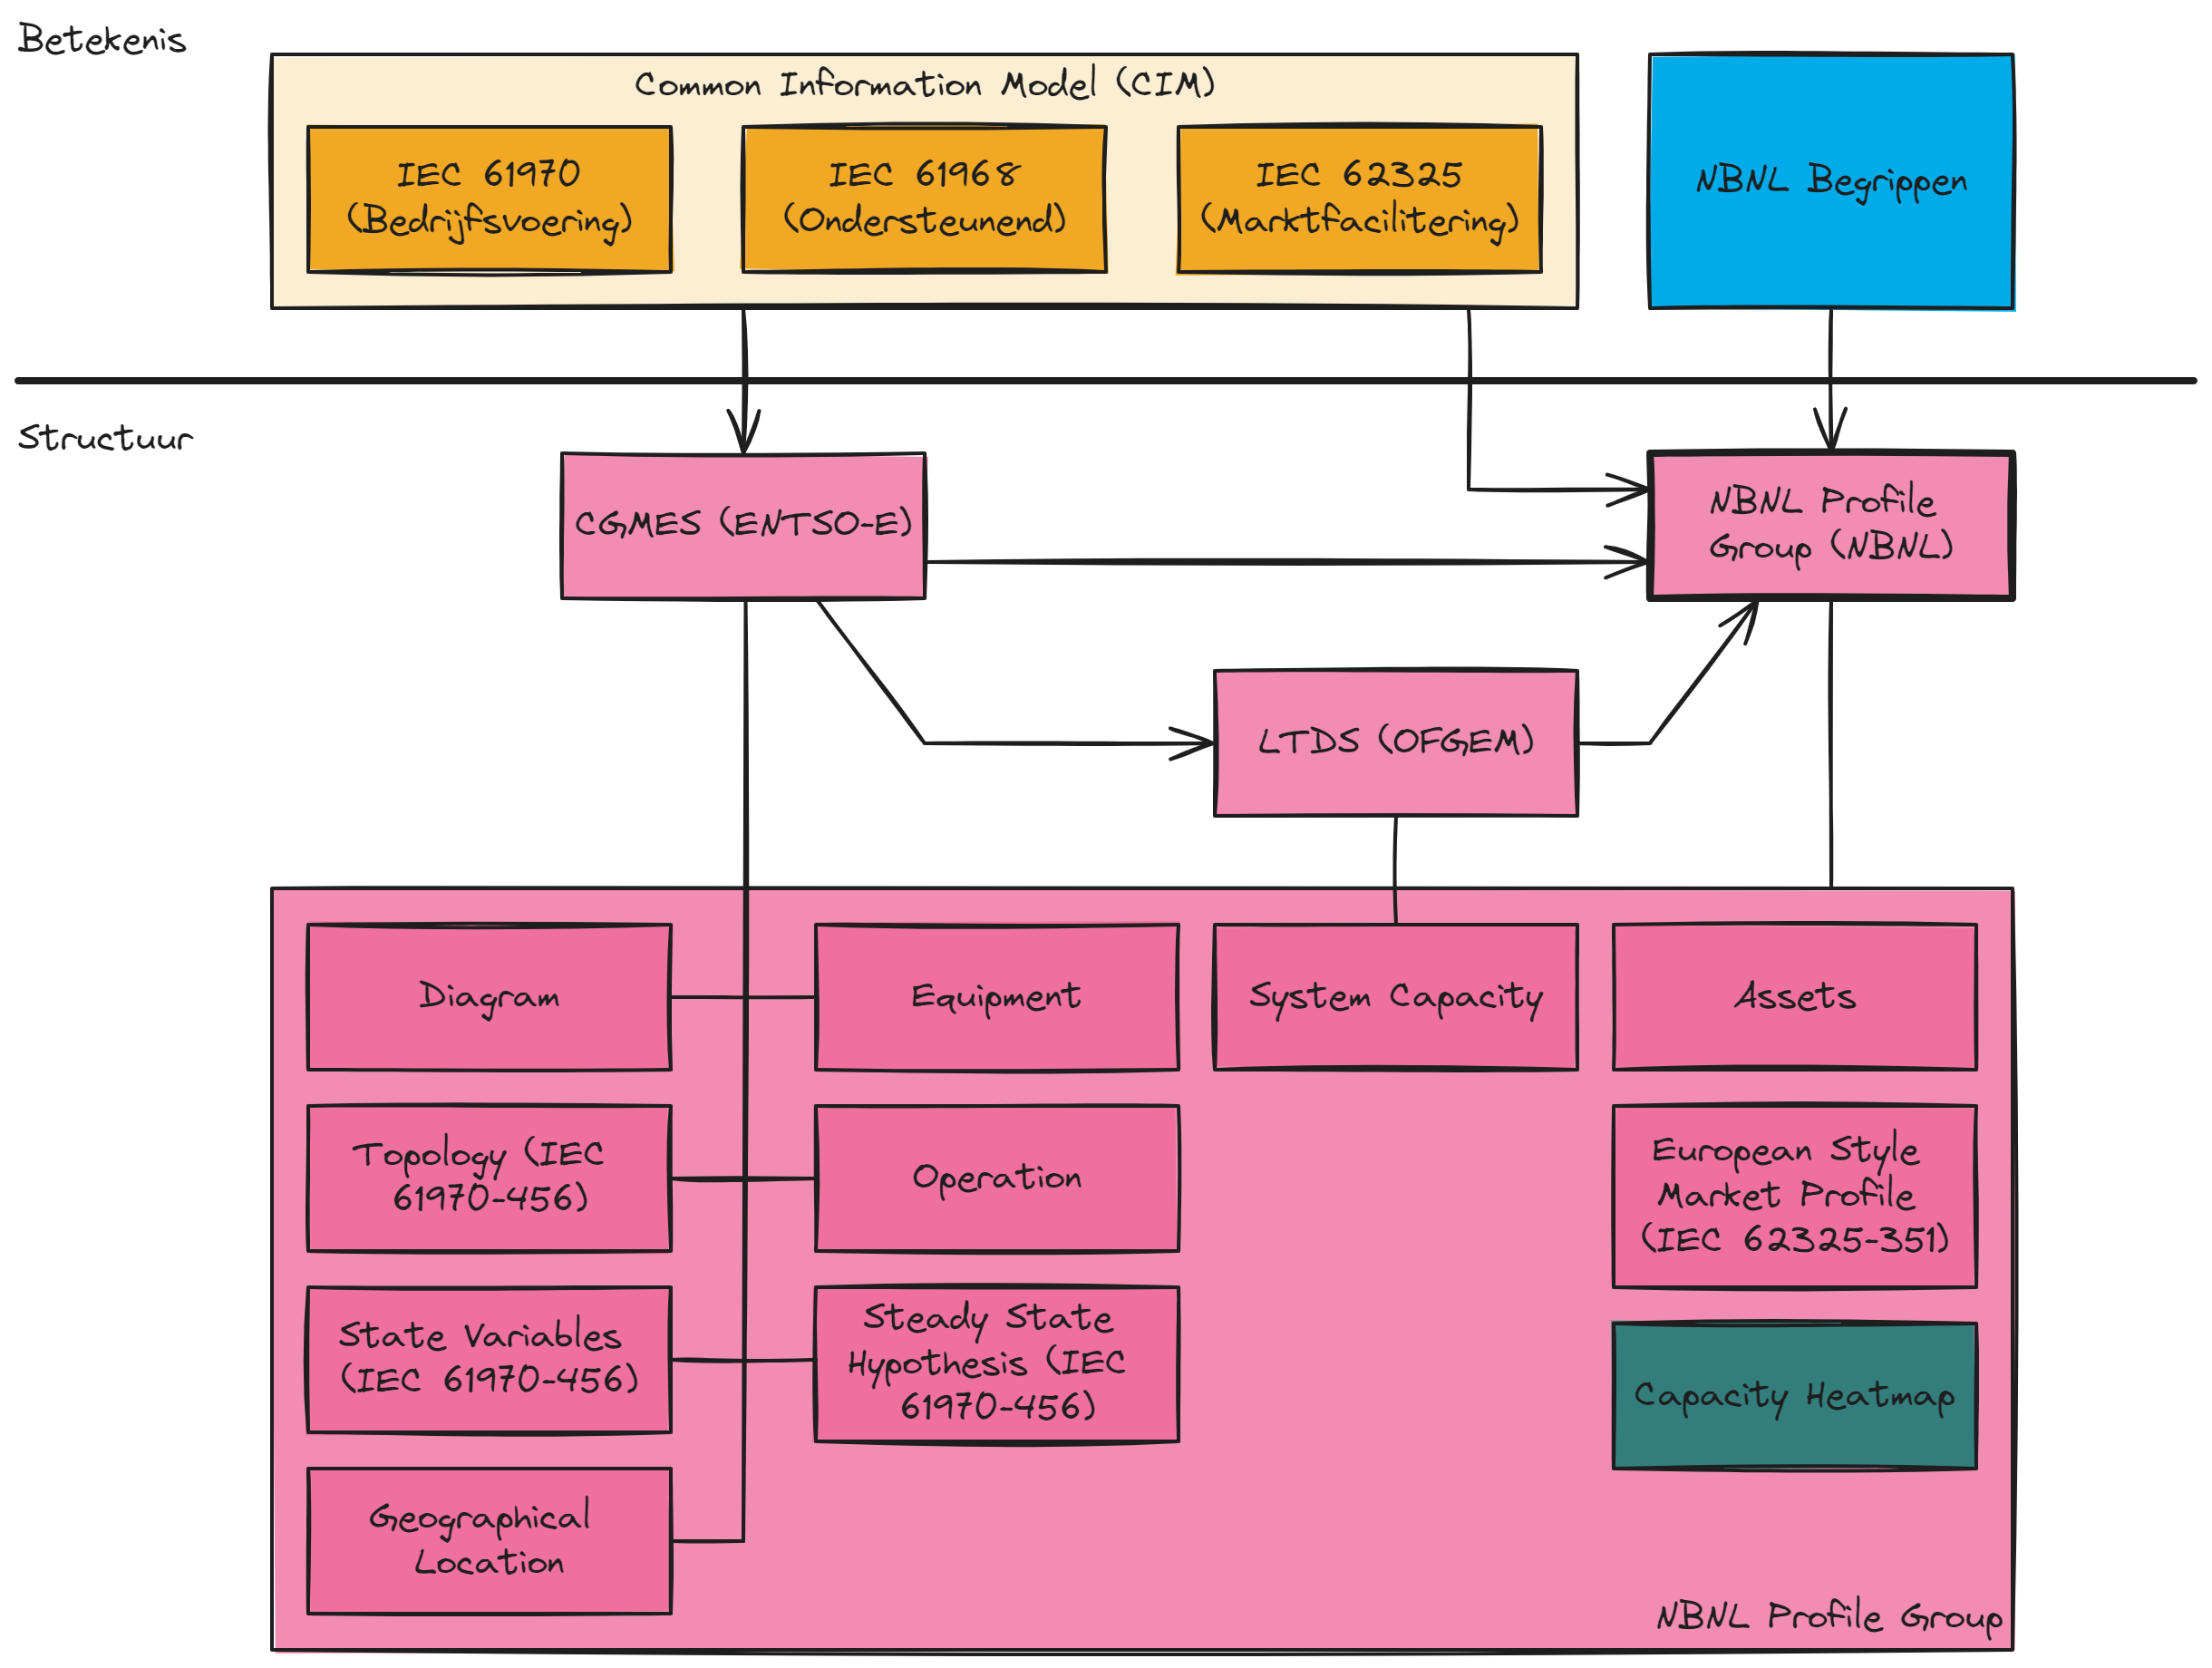 Betekenis
Common Information Model (CIM)
IEC 61970
(Bedrijfsvoering)
IEC 61968
(Ondersteunend)
IEC 62325
(Marktfacilitering)
NBNL Begrippen
Structuur
CGMES (ENTSO-E)
NBNL Profile
Group (NBNL)
LTDS (OFGEM)
Diagram
Equipment
System Capacity
Assets
Topology (IEC
61970-456)
Operation
European Style
Market Profile
(IEC 62325-351)
State Variables
(IEC 61970-456)
Steady State
Hypothesis (IEC
61970-456)
Capacity Heatmap
Geographical
Location
NBNL Profile Group